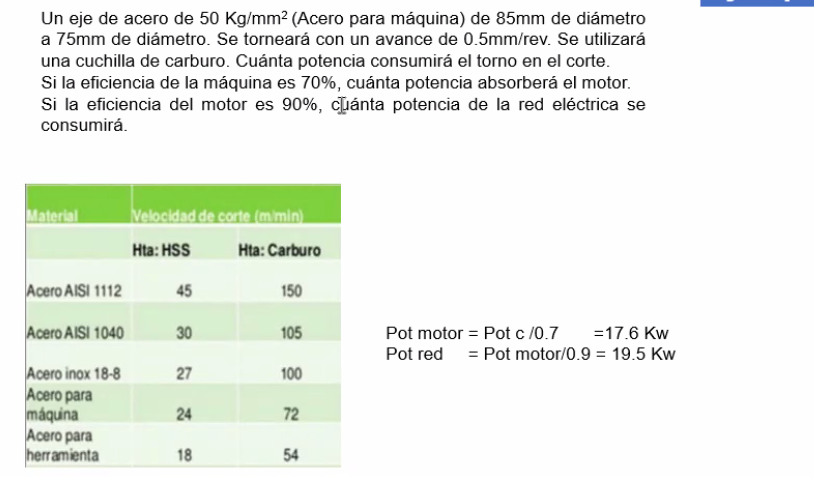 Un eje de acero de 50 Kg/mm² (Acero para máquina) de 85mm de diámetro
a 75mm de diámetro. Se torneará con un avance de 0.5mm/rev. Se utilizará
una cuchilla de carburo. Cuánta potencia consumirá el torno en el corte.
Si la eficiencia de la máquina es 70%, cuánta potencia absorberá el motor.
Si la eficiencia del motor es 90%, cuánta potencia de la red eléctrica se
consumirá.
Material Velocidad de corte (m/min)
Hta: HSS Hta: Carburo
Acero AISI 1112 45 150
Acero AISI 1040 30 105
Acero inox 18-8 27 100
Acero para
máquina 24 72
Acero para
herramienta 18 54
Pot motor = Pot c /0.7 =17.6 Kw
Pot red = Pot motor/0.9 = 19.5 Kw